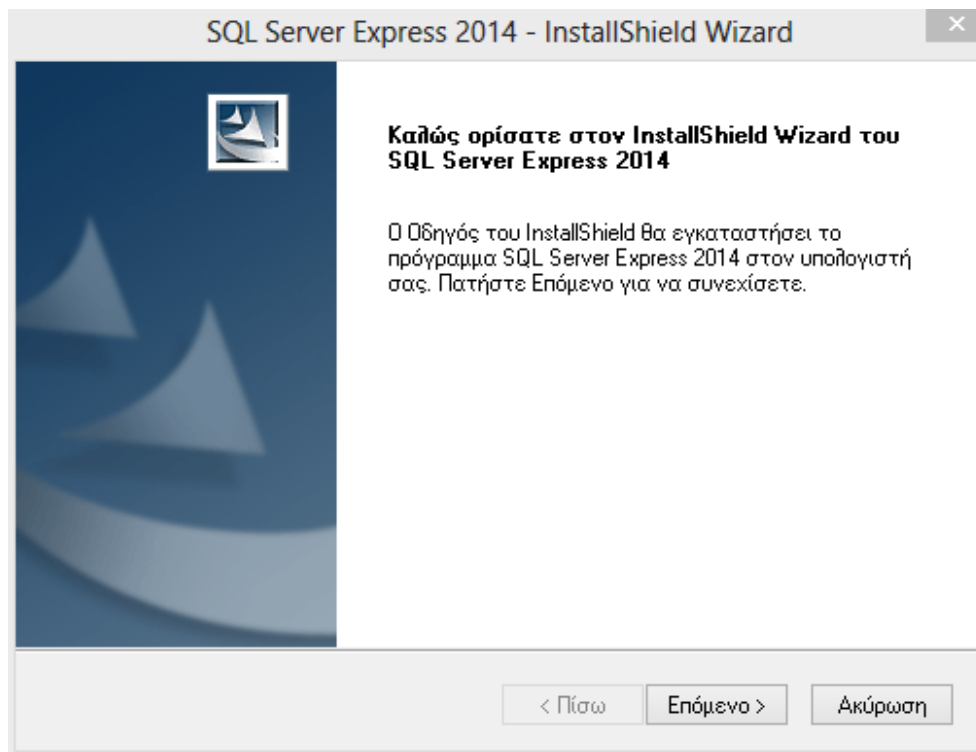 SQL Server Express 2014 - InstallShield Wizard
Καλώς ορίσατε στον InstallShield Wizard του
SQL Server Express 2014
Ο Οδηγός του InstallShield θα εγκαταστήσει το
πρόγραμμα SQL Server Express 2014 στον υπολογιστή
σας. Πατήστε Επόμενο για να συνεχίσετε.
< Πίσω
Επόμενο >
Ακύρωση